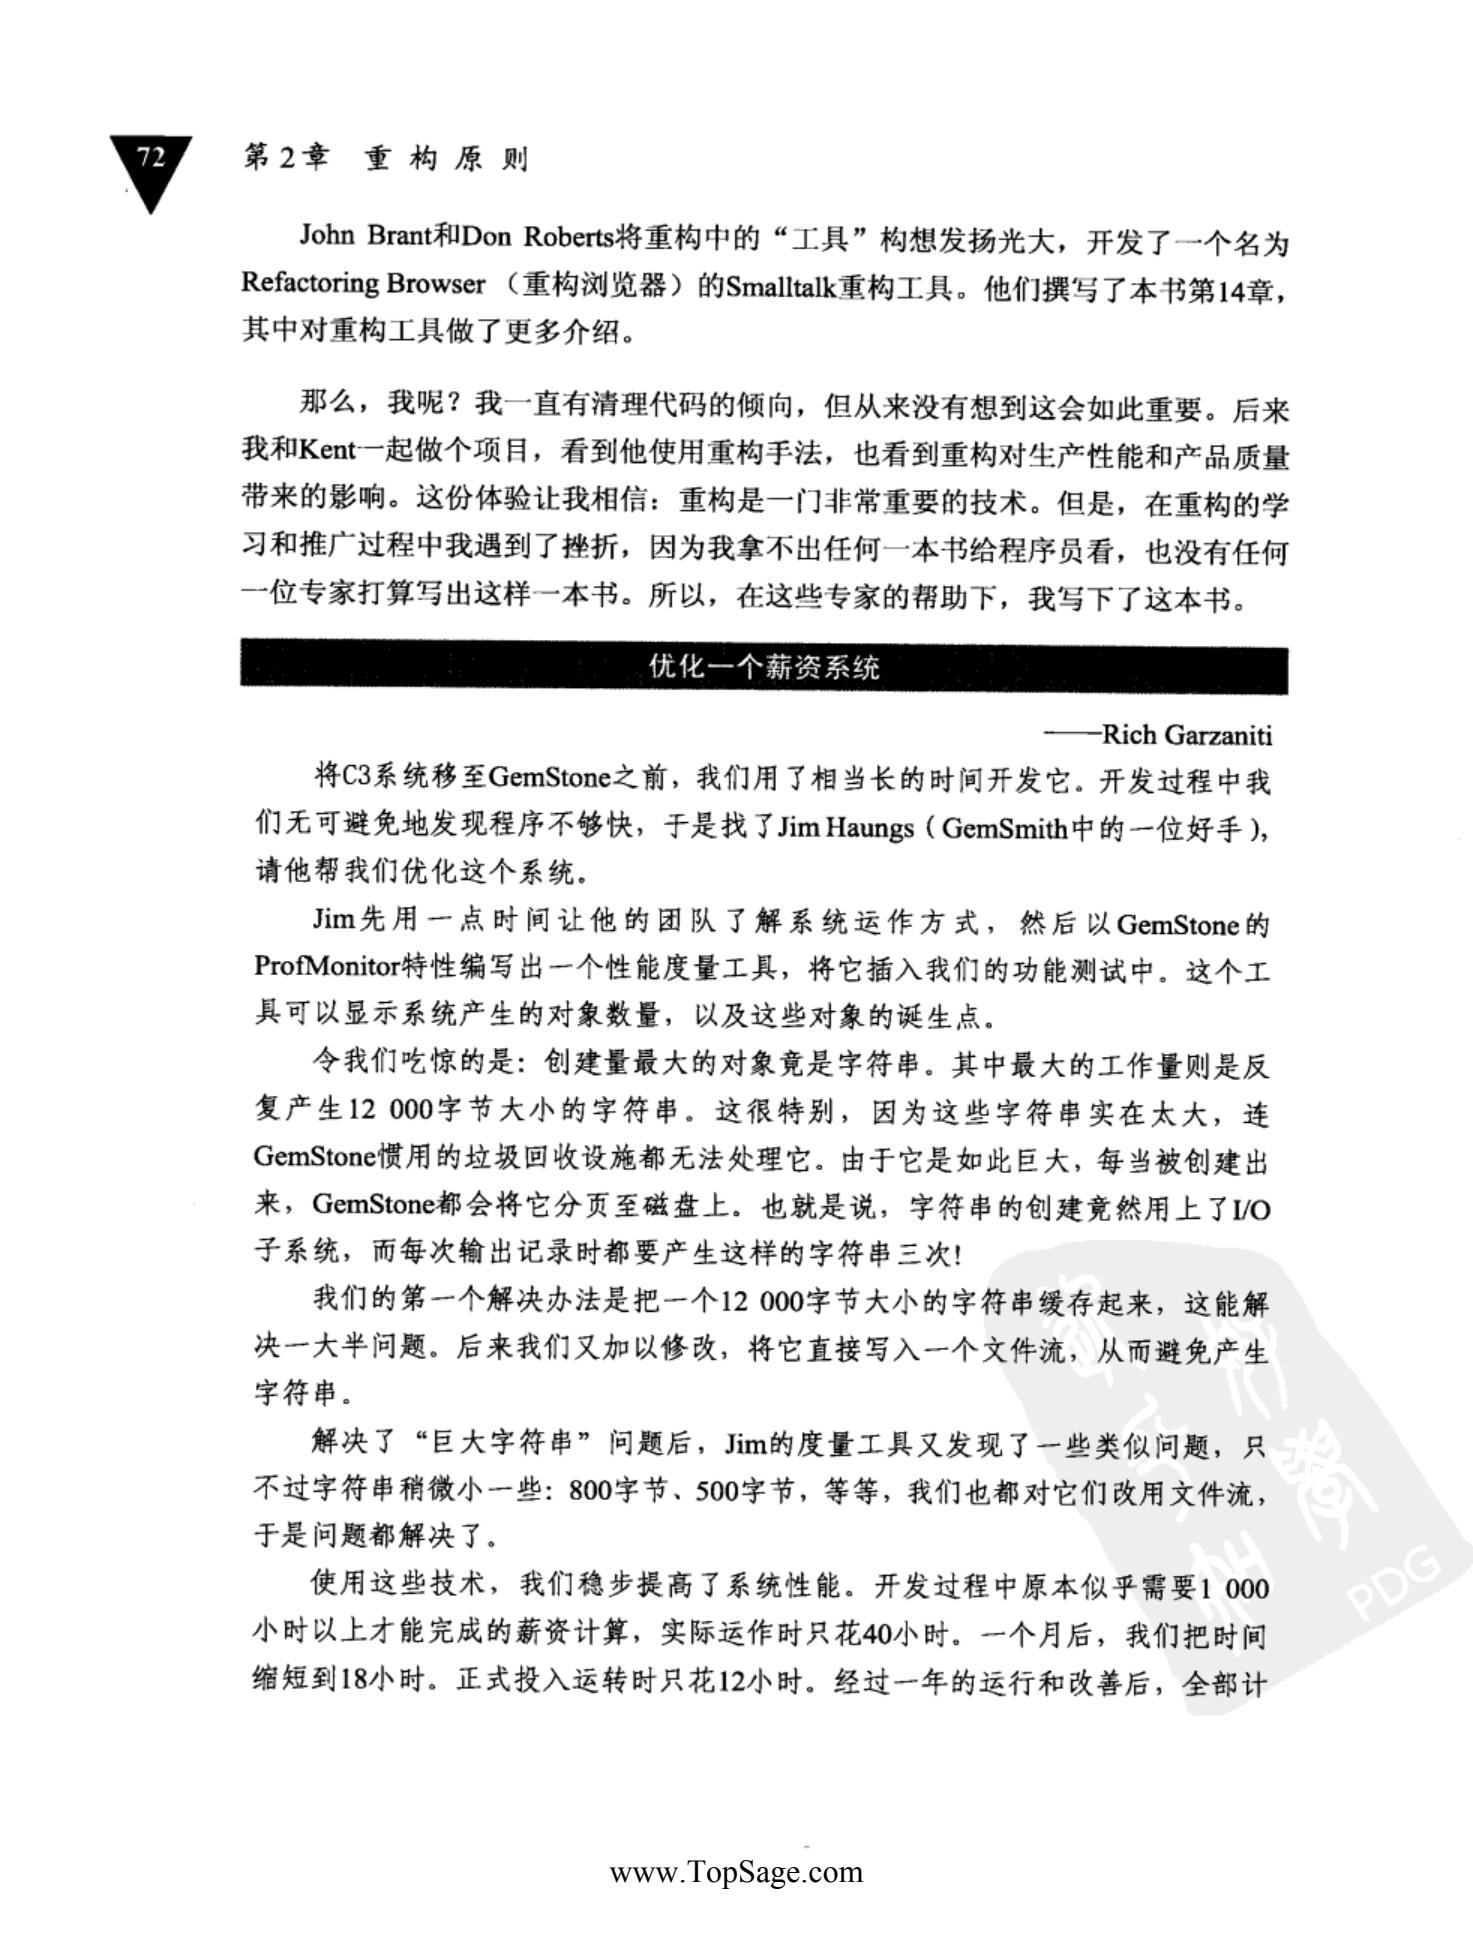 72
第2章 重构原则
John Brant和Don Roberts将重构中的“工具”构想发扬光大，开发了一个名为
Refactoring Browser（重构浏览器）的Smalltalk重构工具。他们撰写了本书第14章，
其中对重构工具做了更多介绍。
那么，我呢？我一直有清理代码的倾向，但从来没有想到这会如此重要。后来
我和Kent一起做个项目，看到他使用重构手法，也看到重构对生产性能和产品质量
带来的影响。这份体验让我相信：重构是一门非常重要的技术。但是，在重构的学
习和推广过程中我遇到了挫折，因为我拿不出任何一本书给程序员看，也没有任何
一位专家打算写出这样一本书。所以，在这些专家的帮助下，我写下了这本书。
优化一个薪资系统
——Rich Garzaniti
将C3系统移至GemStone之前，我们用了相当长的时间开发它。开发过程中我
们无可避免地发现程序不够快，于是找了Jim Haungs（GemSmith中的一位好手），
请他帮我们优化这个系统。
Jim先用一点时间让他的团队了解系统运作方式，然后以GemStone的
ProfMonitor特性编写出一个性能度量工具，将它插入我们的功能测试中。这个工
具可以显示系统产生的对象数量，以及这些对象的诞生点。
令我们吃惊的是：创建量最大的对象竟是字符串。其中最大的工作量则是反
复产生12 000字节大小的字符串。这很特别，因为这些字符串实在太大，连
GemStone惯用的垃圾回收设施都无法处理它。由于它是如此巨大，每当被创建出
来，GemStone都会将它分页至磁盘上。也就是说，字符串的创建竟然用上了I/O
子系统，而每次输出记录时都要产生这样的字符串三次！
我们的第一个解决办法是把一个12 000字节大小的字符串缓存起来，这能解
决一大半问题。后来我们又加以修改，将它直接写入一个文件流，从而避免产生
字符串。
解决了“巨大字符串”问题后，Jim的度量工具又发现了一些类似问题，只
不过字符串稍微小一些：800字节、500字节，等等，我们也都对它们改用文件流，
于是问题都解决了。
使用这些技术，我们稳步提高了系统性能。开发过程中原本似乎需要1 000
小时以上才能完成的薪资计算，实际运作时只花40小时。一个月后，我们把时间
缩短到18小时。正式投入运转时只花12小时。经过一年的运行和改善后，全部计
PDG
www.TopSage.com